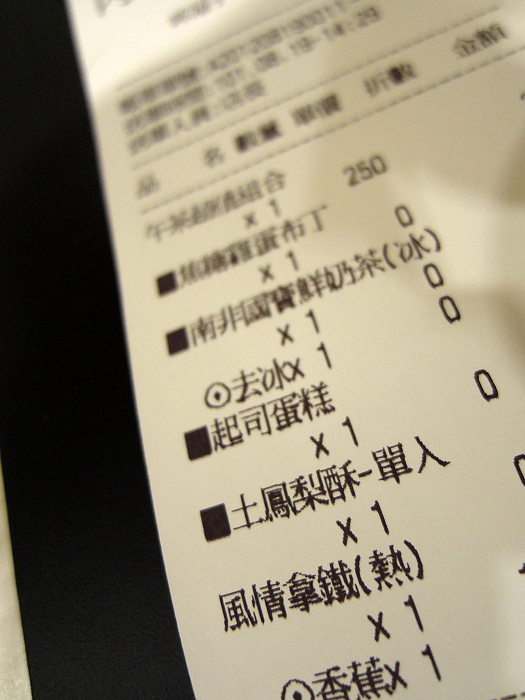 品 名 數量 單價 折數 金額
午茶超值組合 250
x 1
■焦糖雞蛋布丁 0
x 1
■南非國寶鮮奶茶(冰) 0
x 1 0
⊙去冰x 1
■起司蛋糕 0
x 1
■土鳳梨酥-單入
x 1
風情拿鐵(熱)
x 1
⊙香蕉x 1